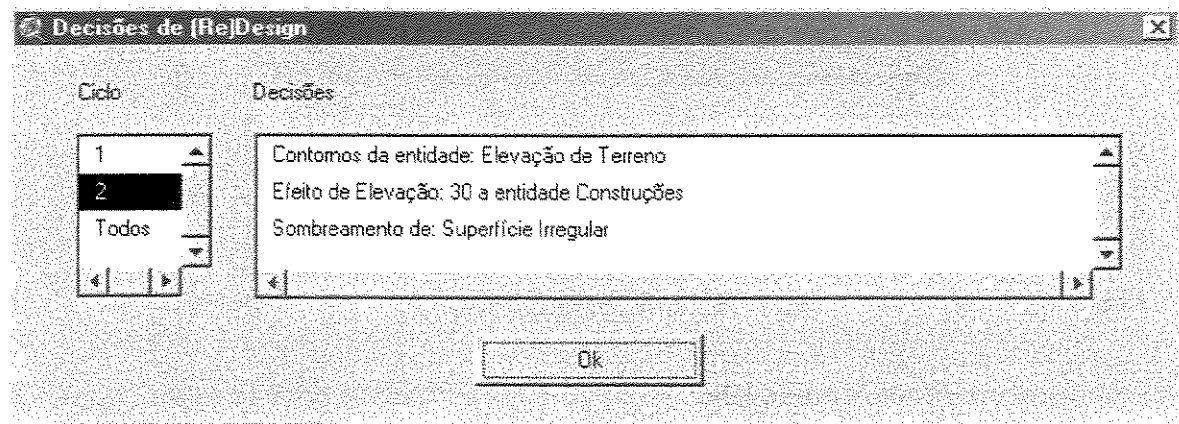 Decisões de (Re)Design
Ciclo
Decisões
1
2
Todos
Contornos da entidade: Elevação de Terreno
Efeito de Elevação: 30 a entidade Construções
Sombreamento de: Superfície Irregular
Ok